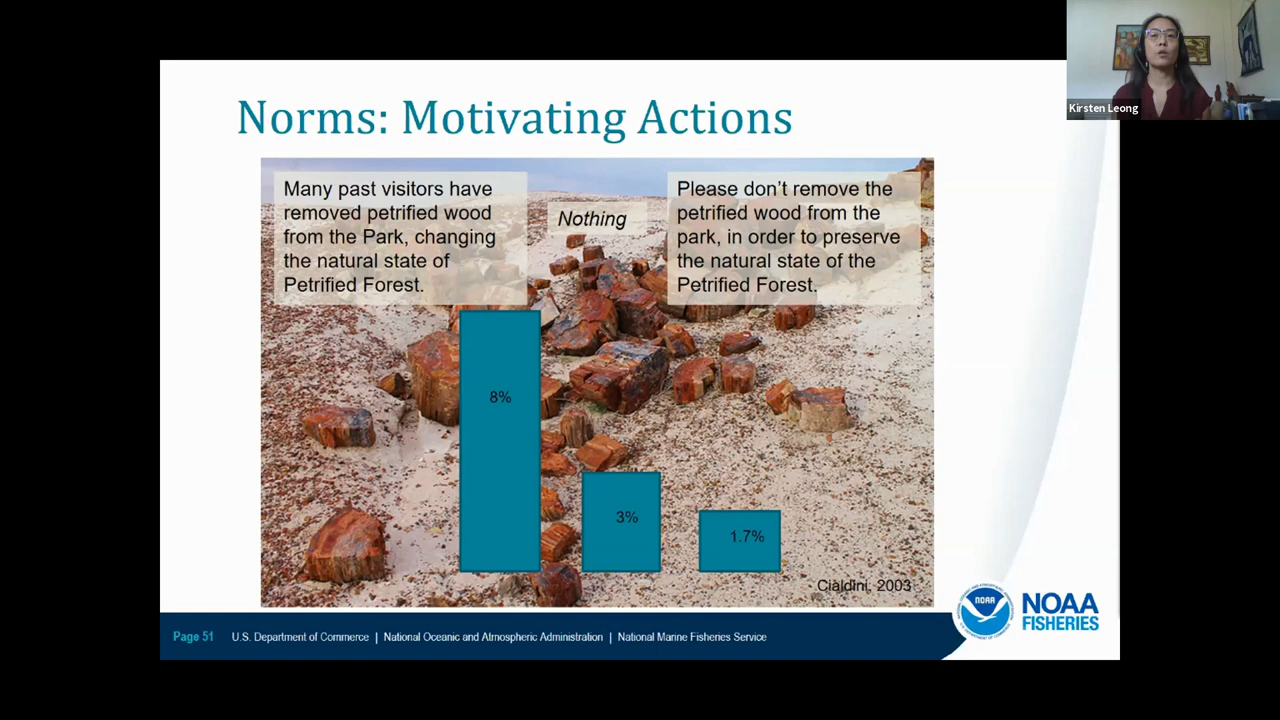 Kirsten Leong
Norms: Motivating Actions
Many past visitors have
removed petrified wood
from the Park, changing
the natural state of
Petrified Forest.
Nothing
Please don’t remove the
petrified wood from the
park, in order to preserve
the natural state of the
Petrified Forest.
8%
3%
1.7%
Cialdini, 2003
NOAA
NOAA
FISHERIES
Page 51 U.S. Department of Commerce | National Oceanic and Atmospheric Administration | National Marine Fisheries Service